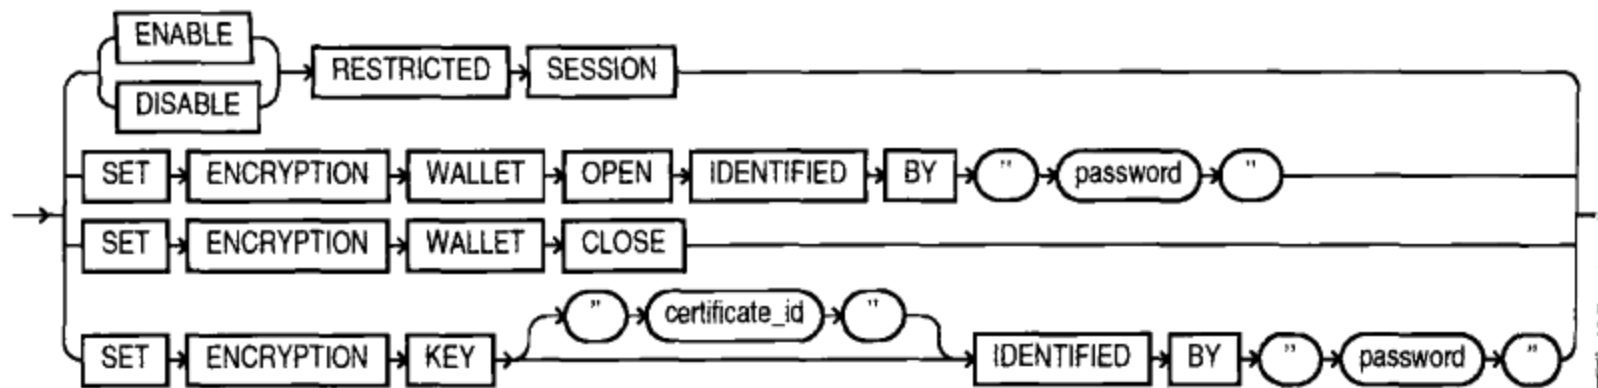 ENABLE
RESTRICTED SESSION
DISABLE
SET ENCRYPTION WALLET OPEN IDENTIFIED BY " password "
SET ENCRYPTION WALLET CLOSE
" certificate_id "
SET ENCRYPTION KEY IDENTIFIED BY " password "